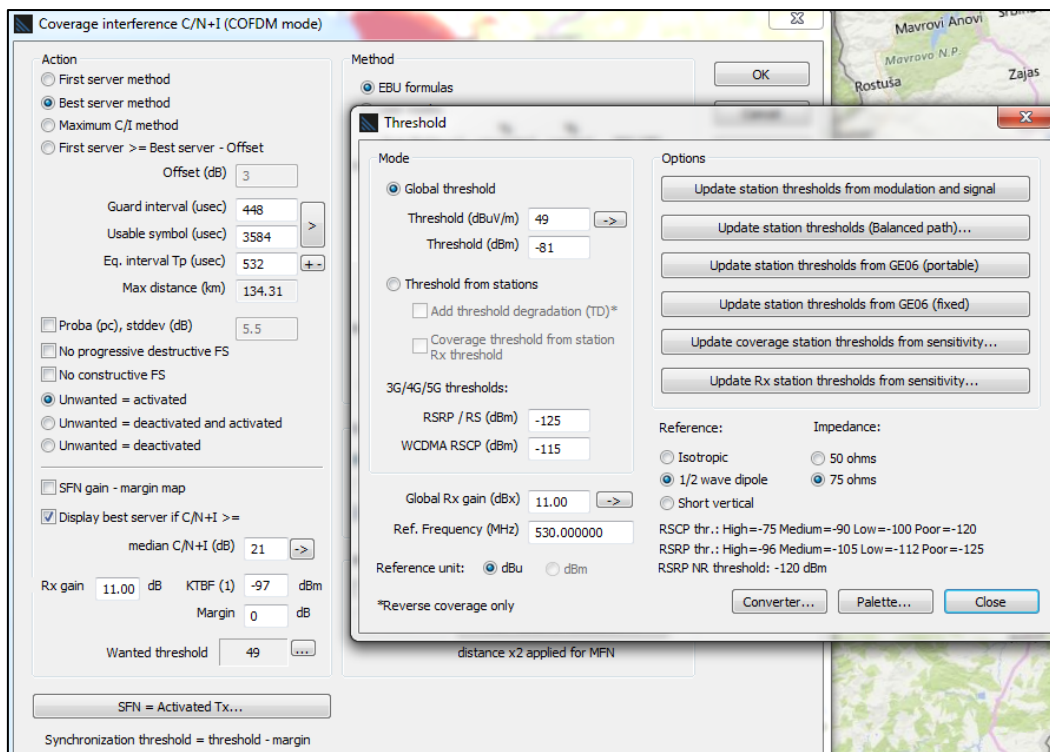 Coverage interference C/N+I (COFDM mode)
Action
First server method
Best server method
Maximum C/I method
First server >= Best server - Offset
Offset (dB) 3
Guard interval (usec) 448
>
Usable symbol (usec) 3584
Eq. interval Tp (usec) 532 + -
Max distance (km) 134.31
Proba (pc), stddev (dB) 5.5
No progressive destructive FS
No constructive FS
Unwanted = activated
Unwanted = deactivated and activated
Unwanted = deactivated
SFN gain - margin map
Display best server if C/N+I >=
median C/N+I (dB) 21 ->
Rx gain 11.00 dB KTBF (1) -97 dBm
Margin 0 dB
Wanted threshold 49 ...
SFN = Activated Tx...
Synchronization threshold = threshold - margin
Method
EBU formulas
OK
Threshold
Mode
Global threshold
Threshold (dBuV/m) 49 ->
Threshold (dBm) -81
Threshold from stations
Add threshold degradation (TD)*
Coverage threshold from station
Rx threshold
3G/4G/5G thresholds:
RSRP / RS (dBm) -125
WCDMA RSCP (dBm) -115
Global Rx gain (dBx) 11.00 ->
Ref. Frequency (MHz) 530.000000
Reference unit: dBu dBm
*Reverse coverage only
Options
Update station thresholds from modulation and signal
Update station thresholds (Balanced path)...
Update station thresholds from GE06 (portable)
Update station thresholds from GE06 (fixed)
Update coverage station thresholds from sensitivity...
Update Rx station thresholds from sensitivity...
Reference: Impedance:
Isotropic 50 ohms
1/2 wave dipole 75 ohms
Short vertical
RSCP thr.: High=-75 Medium=-90 Low=-100 Poor=-120
RSRP thr.: High=-96 Medium=-105 Low=-112 Poor=-125
RSRP NR threshold: -120 dBm
Converter... Palette... Close
distance x2 applied for MFN
Mavrovi Anovi
Mavrovo N.P.
Rostuša
Zajas